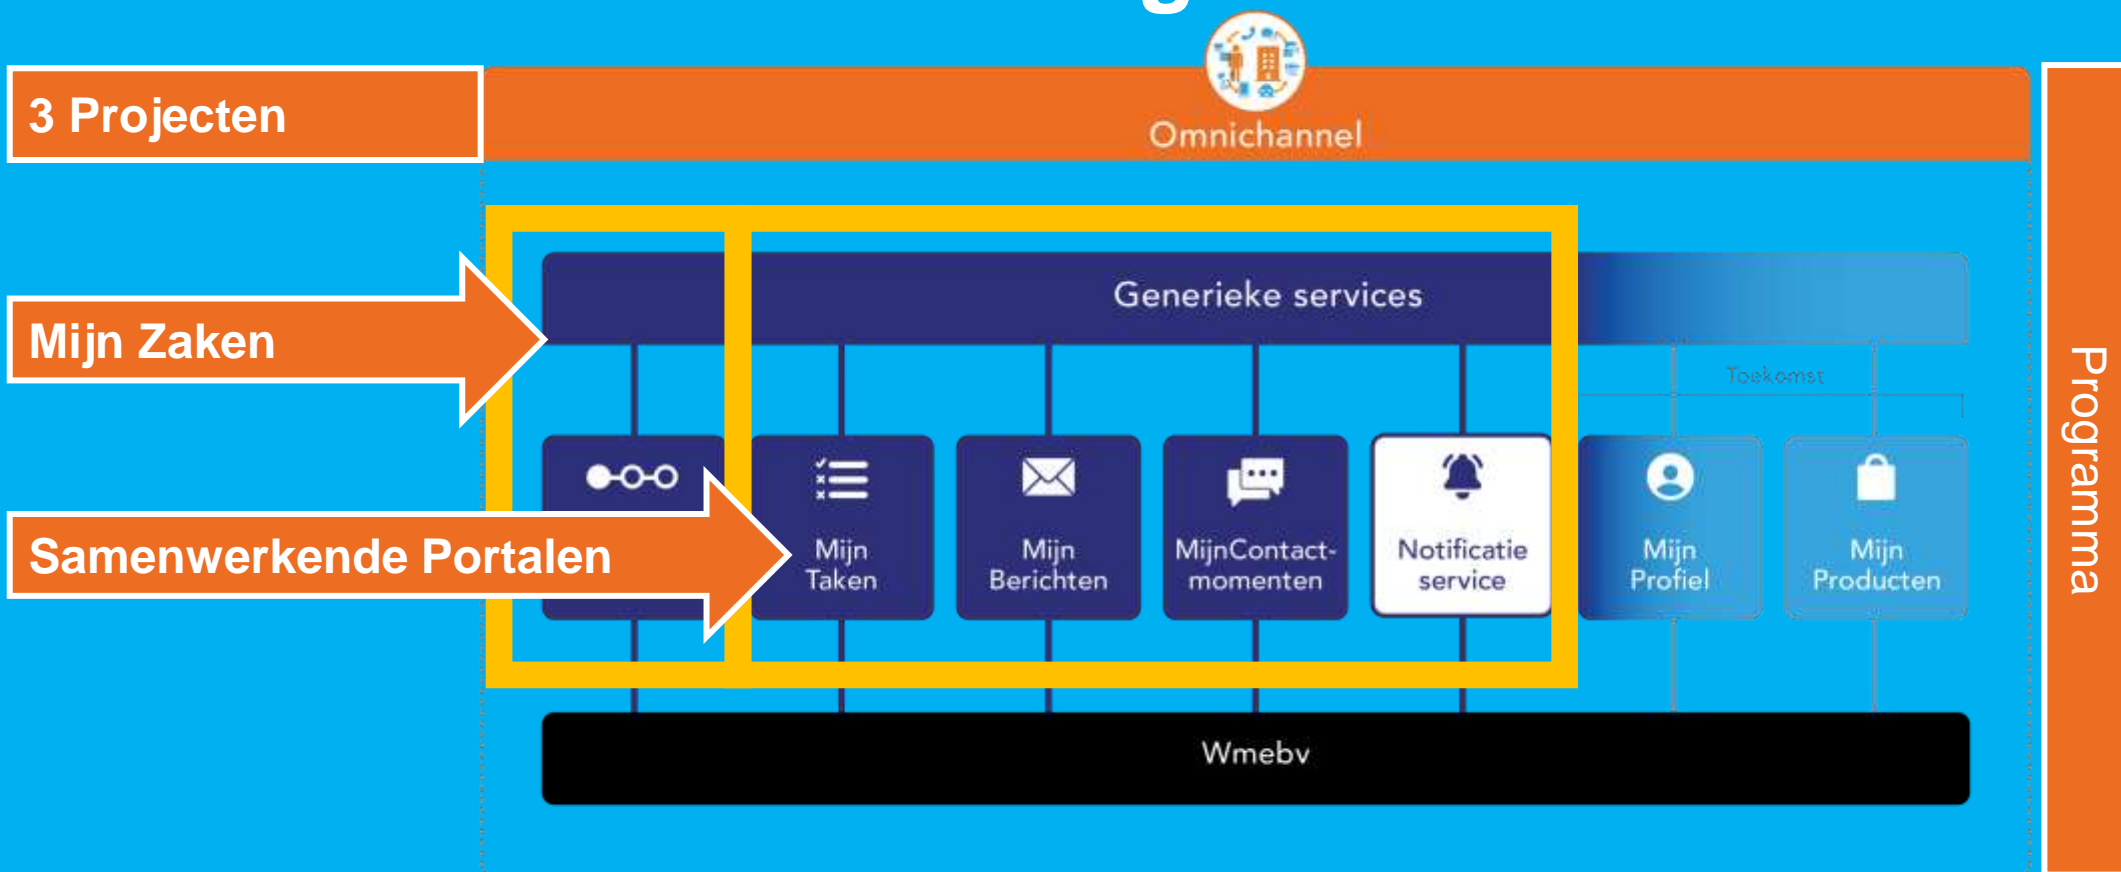 3 Projecten
Omnichannel
Mijn Zaken
Generieke services
Toekomst
Samenwerkende Portalen
Mijn
Taken
Mijn
Berichten
MijnContact-
momenten
Notificatie
service
Mijn
Profiel
Mijn
Producten
Wmebv
Programma